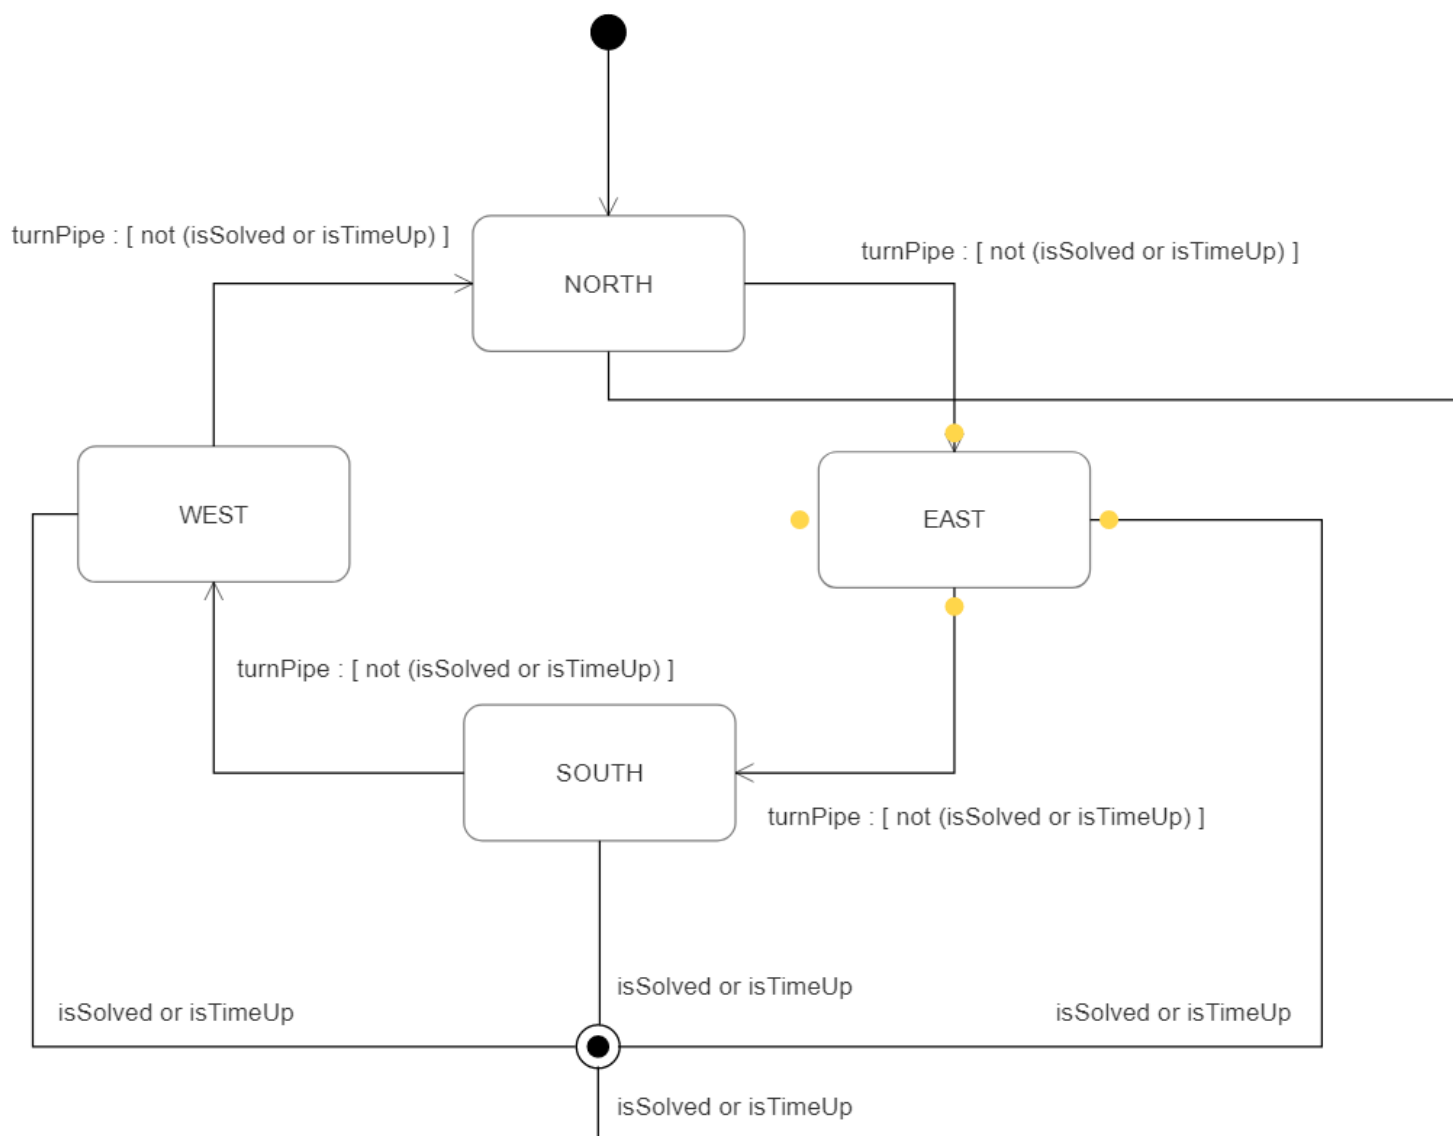 turnPipe : [ not (isSolved or isTimeUp) ]
turnPipe : [ not (isSolved or isTimeUp) ]
NORTH
WEST
EAST
turnPipe : [ not (isSolved or isTimeUp) ]
SOUTH
turnPipe : [ not (isSolved or isTimeUp) ]
isSolved or isTimeUp
isSolved or isTimeUp
isSolved or isTimeUp
isSolved or isTimeUp